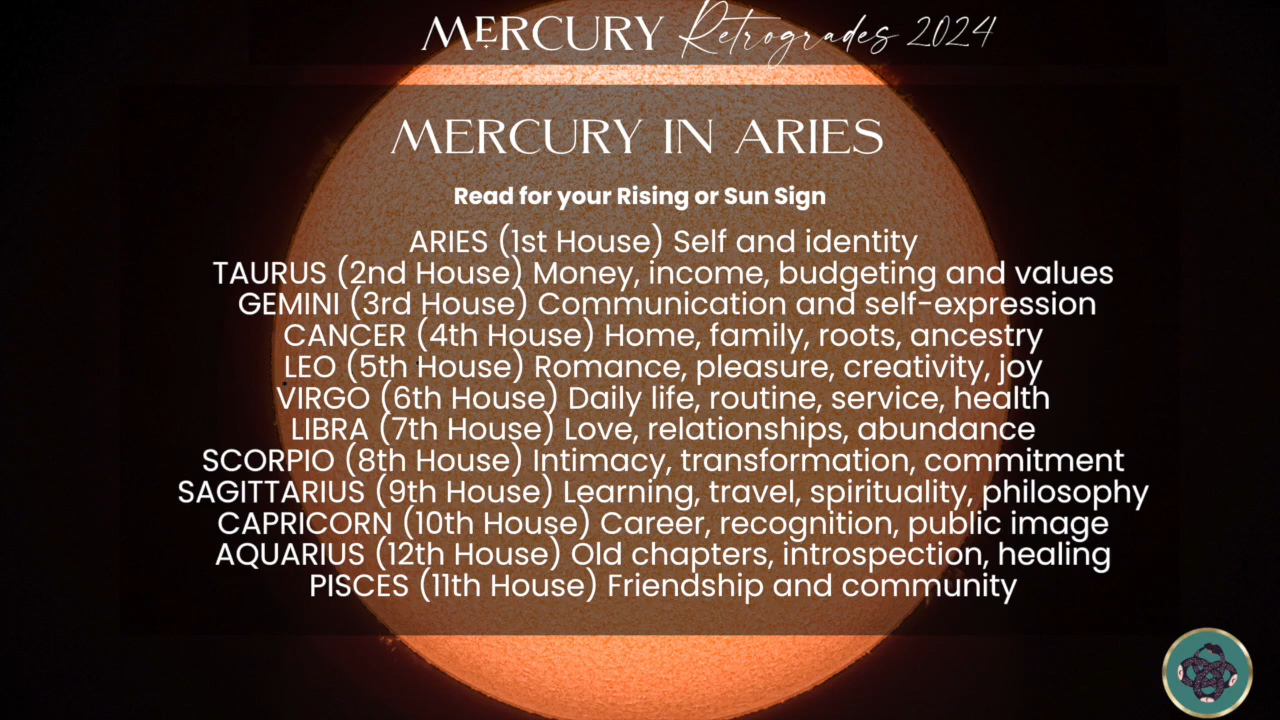 MERCURY Retrogrades 2024
MERCURY IN ARIES
Read for your Rising or Sun Sign
ARIES (1st House) Self and identity
TAURUS (2nd House) Money, income, budgeting and values
GEMINI (3rd House) Communication and self-expression
CANCER (4th House) Home, family, roots, ancestry
LEO (5th House) Romance, pleasure, creativity, joy
VIRGO (6th House) Daily life, routine, service, health
LIBRA (7th House) Love, relationships, abundance
SCORPIO (8th House) Intimacy, transformation, commitment
SAGITTARIUS (9th House) Learning, travel, spirituality, philosophy
CAPRICORN (10th House) Career, recognition, public image
AQUARIUS (12th House) Old chapters, introspection, healing
PISCES (11th House) Friendship and community